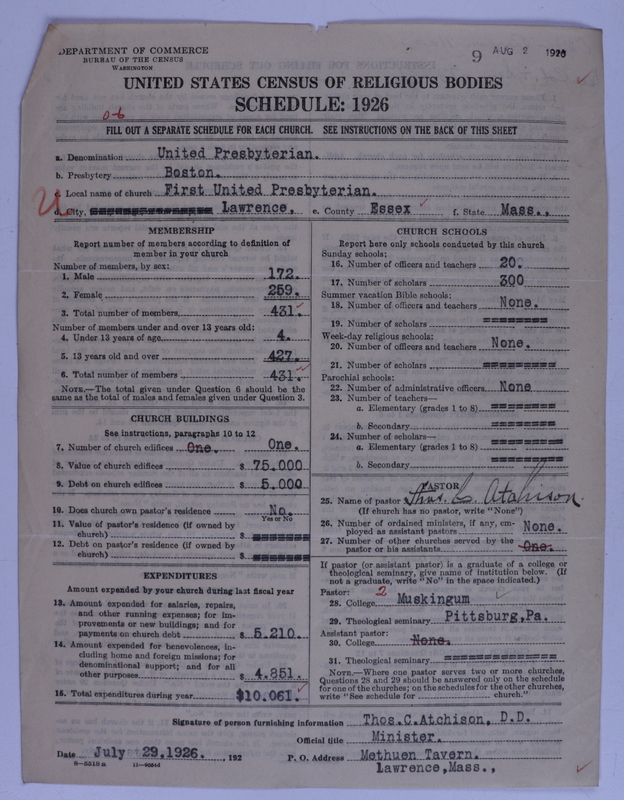 DEPARTMENT OF COMMERCE
BUREAU OF THE CENSUS
WASHINGTON
9 AUG 2 1926
UNITED STATES CENSUS OF RELIGIOUS BODIES
SCHEDULE: 1926
0-6
FILL OUT A SEPARATE SCHEDULE FOR EACH CHURCH. SEE INSTRUCTIONS ON THE BACK OF THIS SHEET
a. Denomination United Presbyterian.
b. Presbytery Boston.
c. Local name of church First United Presbyterian.
d. City, Lawrence, e. County Essex f. State Mass.,
MEMBERSHIP
Report number of members according to definition of
member in your church
Number of members, by sex:
1. Male 172.
2. Female 259.
3. Total number of members 431.
Number of members under and over 13 years old:
4. Under 13 years of age 4.
5. 13 years old and over 427.
6. Total number of members 431.
NOTE.—The total given under Question 6 should be the
same as the total of males and females given under Question 3.
CHURCH BUILDINGS
See instructions, paragraphs 10 to 12
7. Number of church edifices One. One.
8. Value of church edifices $75.000
9. Debt on church edifices $5.000
10. Does church own pastor's residence No.
Yes or No
11. Value of pastor's residence (if owned by
church) $ ========
12. Debt on pastor's residence (if owned by
church) $ ========
EXPENDITURES
Amount expended by your church during last fiscal year
13. Amount expended for salaries, repairs,
and other running expenses; for im-
provements or new buildings; and for
payments on church debt $5.210.
14. Amount expended for benevolences, in-
cluding home and foreign missions; for
denominational support; and for all
other purposes $4.851.
15. Total expenditures during year $10.061.
CHURCH SCHOOLS
Report here only schools conducted by this church
Sunday schools:
16. Number of officers and teachers 20.
17. Number of scholars 300
Summer vacation Bible schools:
18. Number of officers and teachers None.
19. Number of scholars ========
Week-day religious schools:
20. Number of officers and teachers None.
21. Number of scholars ========
Parochial schools:
22. Number of administrative officers None
23. Number of teachers—
a. Elementary (grades 1 to 8) ========
b. Secondary ========
24. Number of scholars—
a. Elementary (grades 1 to 8) ========
b. Secondary ========
PASTOR
25. Name of pastor Thos. C. Atchison.
(If church has no pastor, write "None")
26. Number of ordained ministers, if any, em-
ployed as assistant pastors None.
27. Number of other churches served by the
pastor or his assistants One.
If pastor (or assistant pastor) is a graduate of a college or
theological seminary, give name of institution below. (If
not a graduate, write "No" in the space indicated.)
Pastor: 2
28. College Muskingum
29. Theological seminary Pittsburg,Pa.
Assistant pastor:
30. College None.
31. Theological seminary ==============
NOTE.—Where one pastor serves two or more churches,
Questions 28 and 29 should be answered only on the schedule
for one of the churches; on the schedules for the other churches,
write "See schedule for church."
Signature of person furnishing information Thos.C.Atchison, D.D.
Official title Minister.
Date July 29,1926. , 192 P. O. Address Methuen Tavern.
Lawrence,Mass.,